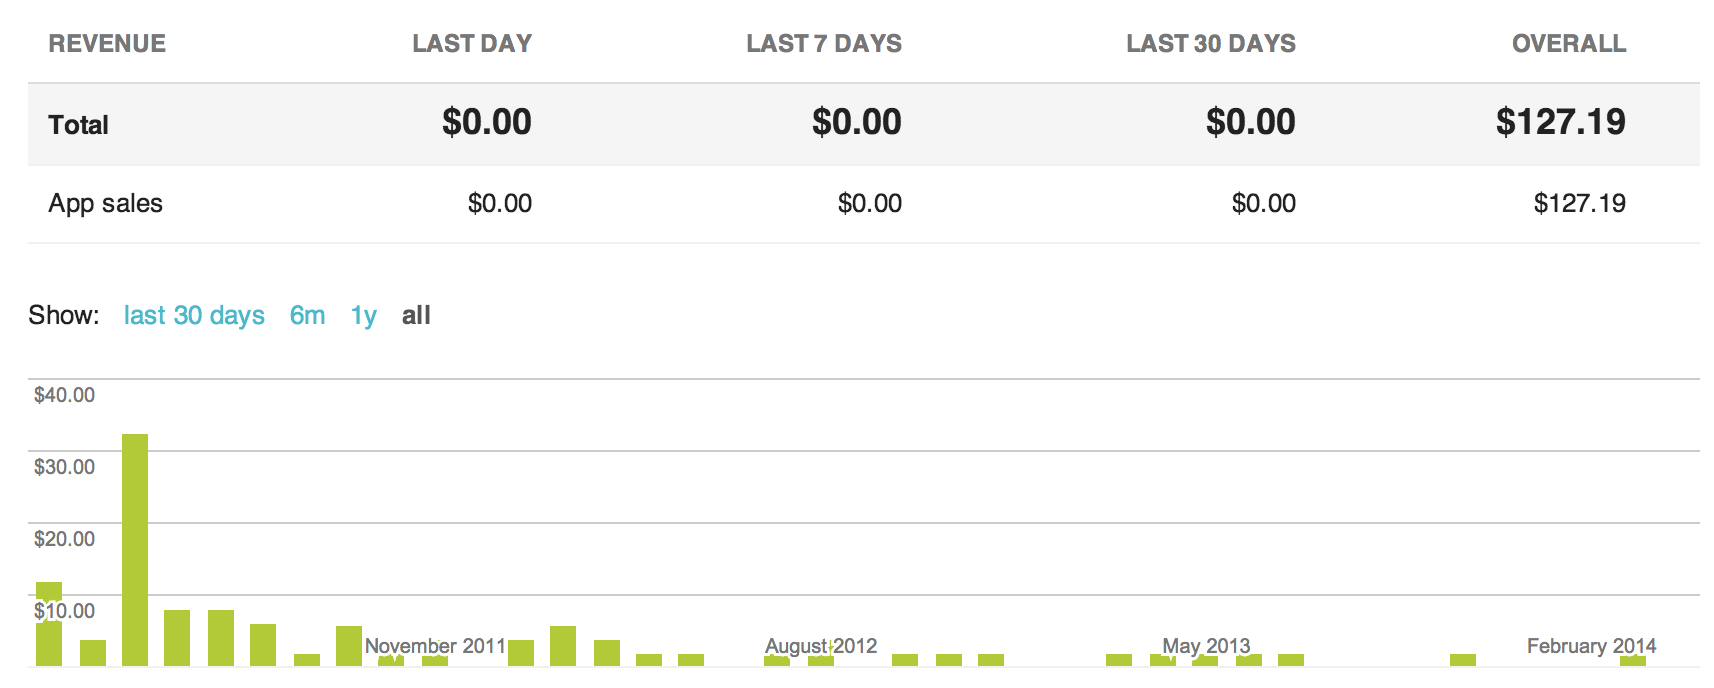 REVENUE LAST DAY LAST 7 DAYS LAST 30 DAYS OVERALL
Total $0.00 $0.00 $0.00 $127.19
App sales $0.00 $0.00 $0.00 $127.19
Show: last 30 days 6m 1y all
$40.00
$30.00
$20.00
$10.00
November 2011 August 2012 May 2013 February 2014